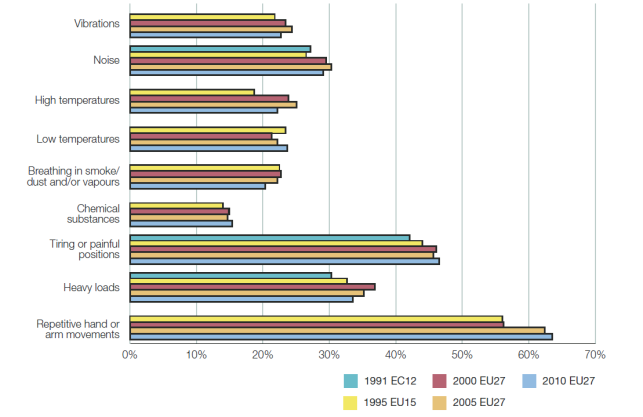 Vibrations
Noise
High temperatures
Low temperatures
Breathing in smoke/
dust and/or vapours
Chemical
substances
Tiring or painful
positions
Heavy loads
Repetitive hand or
arm movements
0% 10% 20% 30% 40% 50% 60% 70%
1991 EC12 2000 EU27 2010 EU27
1995 EU15 2005 EU27